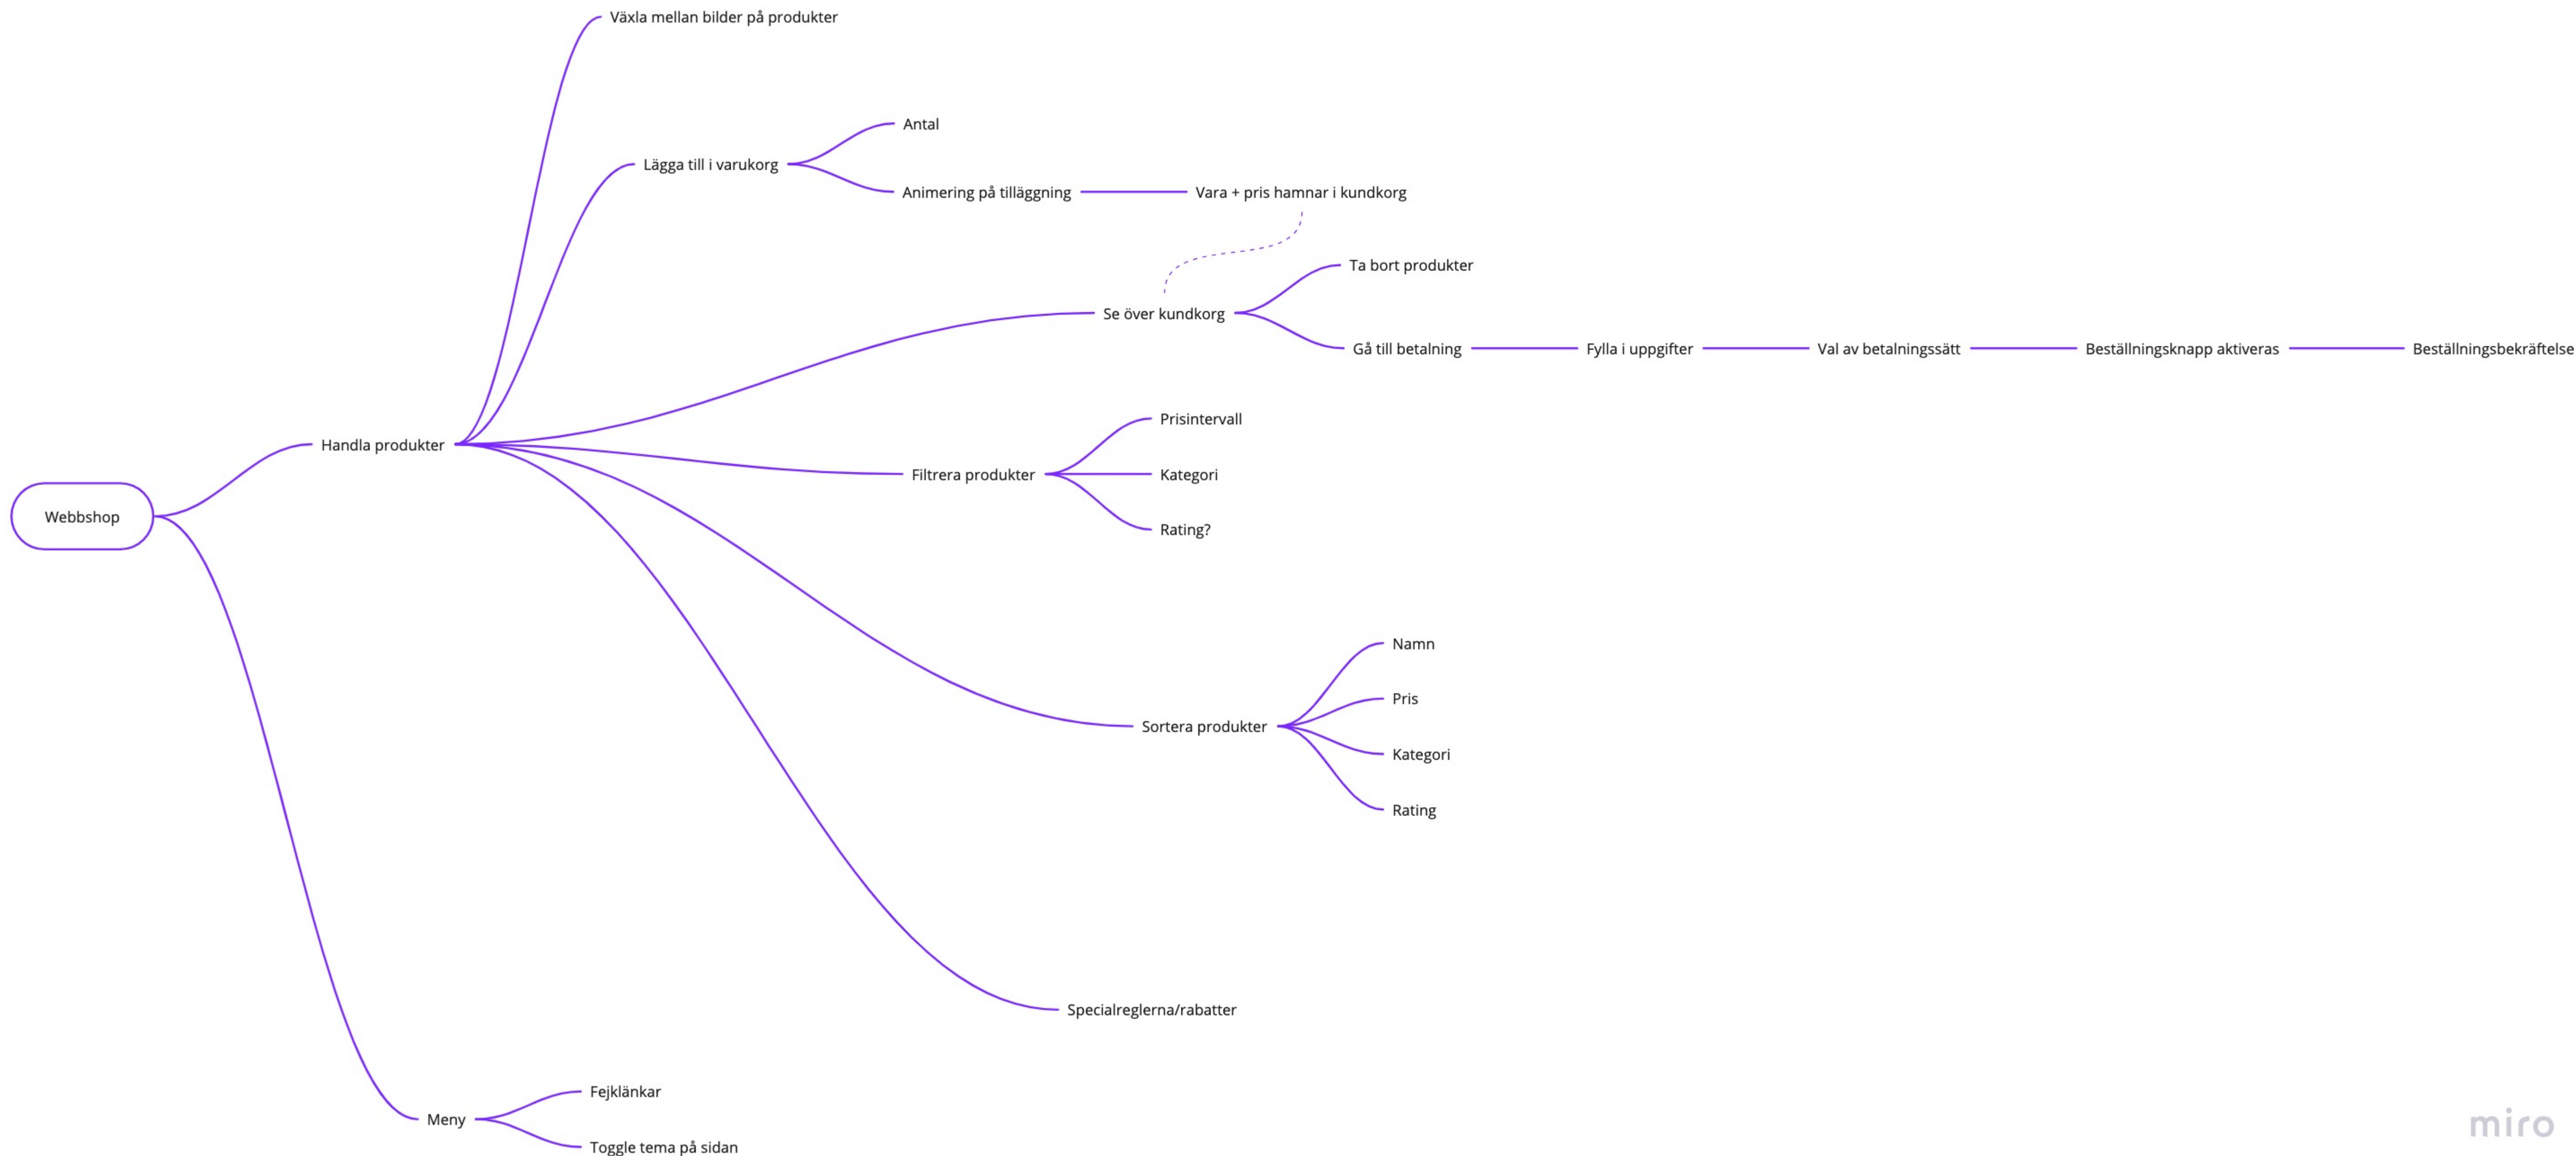 Växla mellan bilder på produkter
Antal
Lägga till i varukorg
Animering på tilläggning
Vara + pris hamnar i kundkorg
Ta bort produkter
Se över kundkorg
Gå till betalning
Fylla i uppgifter
Val av betalningssätt
Beställningsknapp aktiveras
Beställningsbekräftelse
Prisintervall
Handla produkter
Filtrera produkter
Kategori
Webbshop
Rating?
Namn
Pris
Sortera produkter
Kategori
Rating
Specialreglerna/rabatter
Fejklänkar
Meny
Toggle tema på sidan
miro